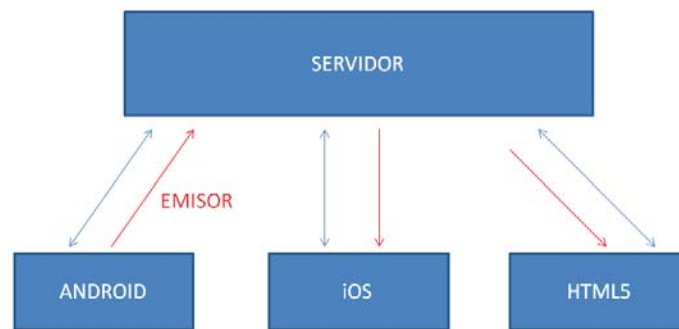 SERVIDOR
EMISOR
ANDROID
iOS
HTML5